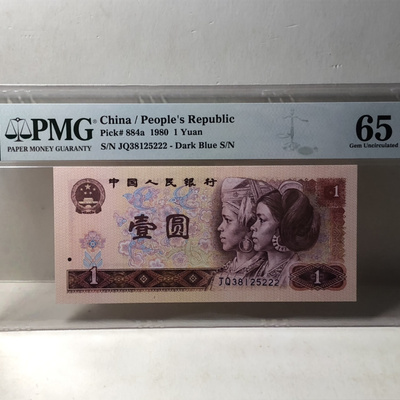 PMG
PAPER MONEY GUARANTY
China / People's Republic
Pick# 884a 1980 1 Yuan
S/N JQ38125222 - Dark Blue S/N
65
Gem Uncirculated
中国人民银行
1
壹圆
1
1
JQ38125222